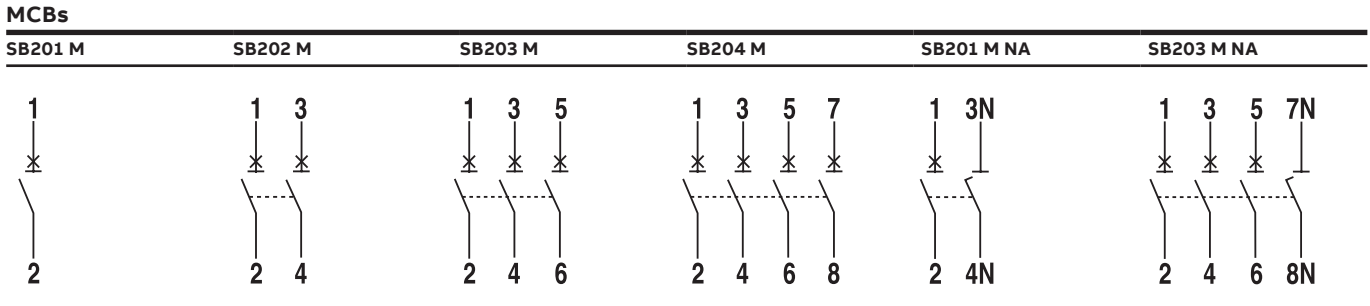 MCBs
SB201 M SB202 M SB203 M SB204 M SB201 M NA SB203 M NA
1 1 3 1 3 5 1 3 5 7 1 3N 1 3 5 7N
2 2 4 2 4 6 2 4 6 8 2 4N 2 4 6 8N